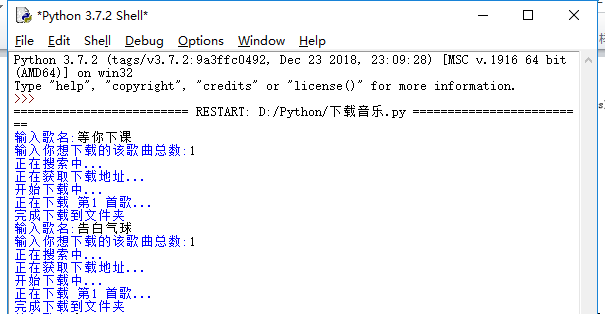 *Python 3.7.2 Shell*
File Edit Shell Debug Options Window Help
Python 3.7.2 (tags/v3.7.2:9a3ffc0492, Dec 23 2018, 23:09:28) [MSC v.1916 64 bit
(AMD64)] on win32
Type "help", "copyright", "credits" or "license()" for more information.
>>>
======================== RESTART: D:/Python/下载音乐.py ========================
==
输入歌名:等你下课
输入你想下载的该歌曲总数:1
正在搜索中...
正在获取下载地址...
开始下载中...
正在下载 第1 首歌...
完成下载到文件夹
输入歌名:告白气球
输入你想下载的该歌曲总数:1
正在搜索中...
正在获取下载地址...
开始下载中...
正在下载 第1 首歌...
完成下载到文件夹